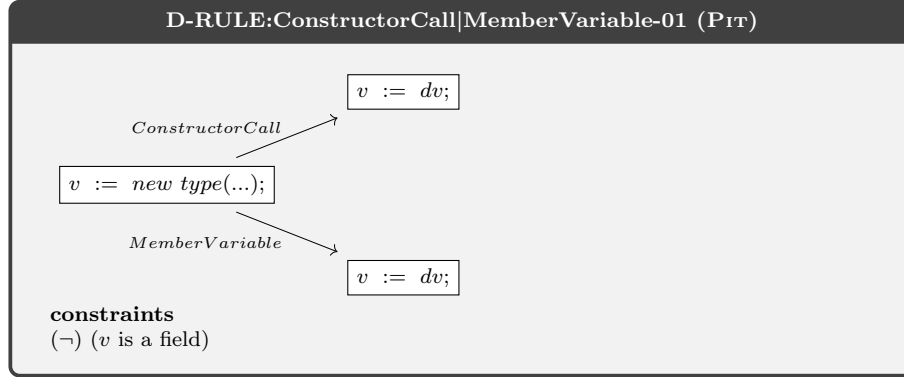 D-RULE:ConstructorCall|MemberVariable-01 (PIT)
v := dv;
ConstructorCall
v := new type(...);
MemberVariable
v := dv;
constraints
(¬) (v is a field)